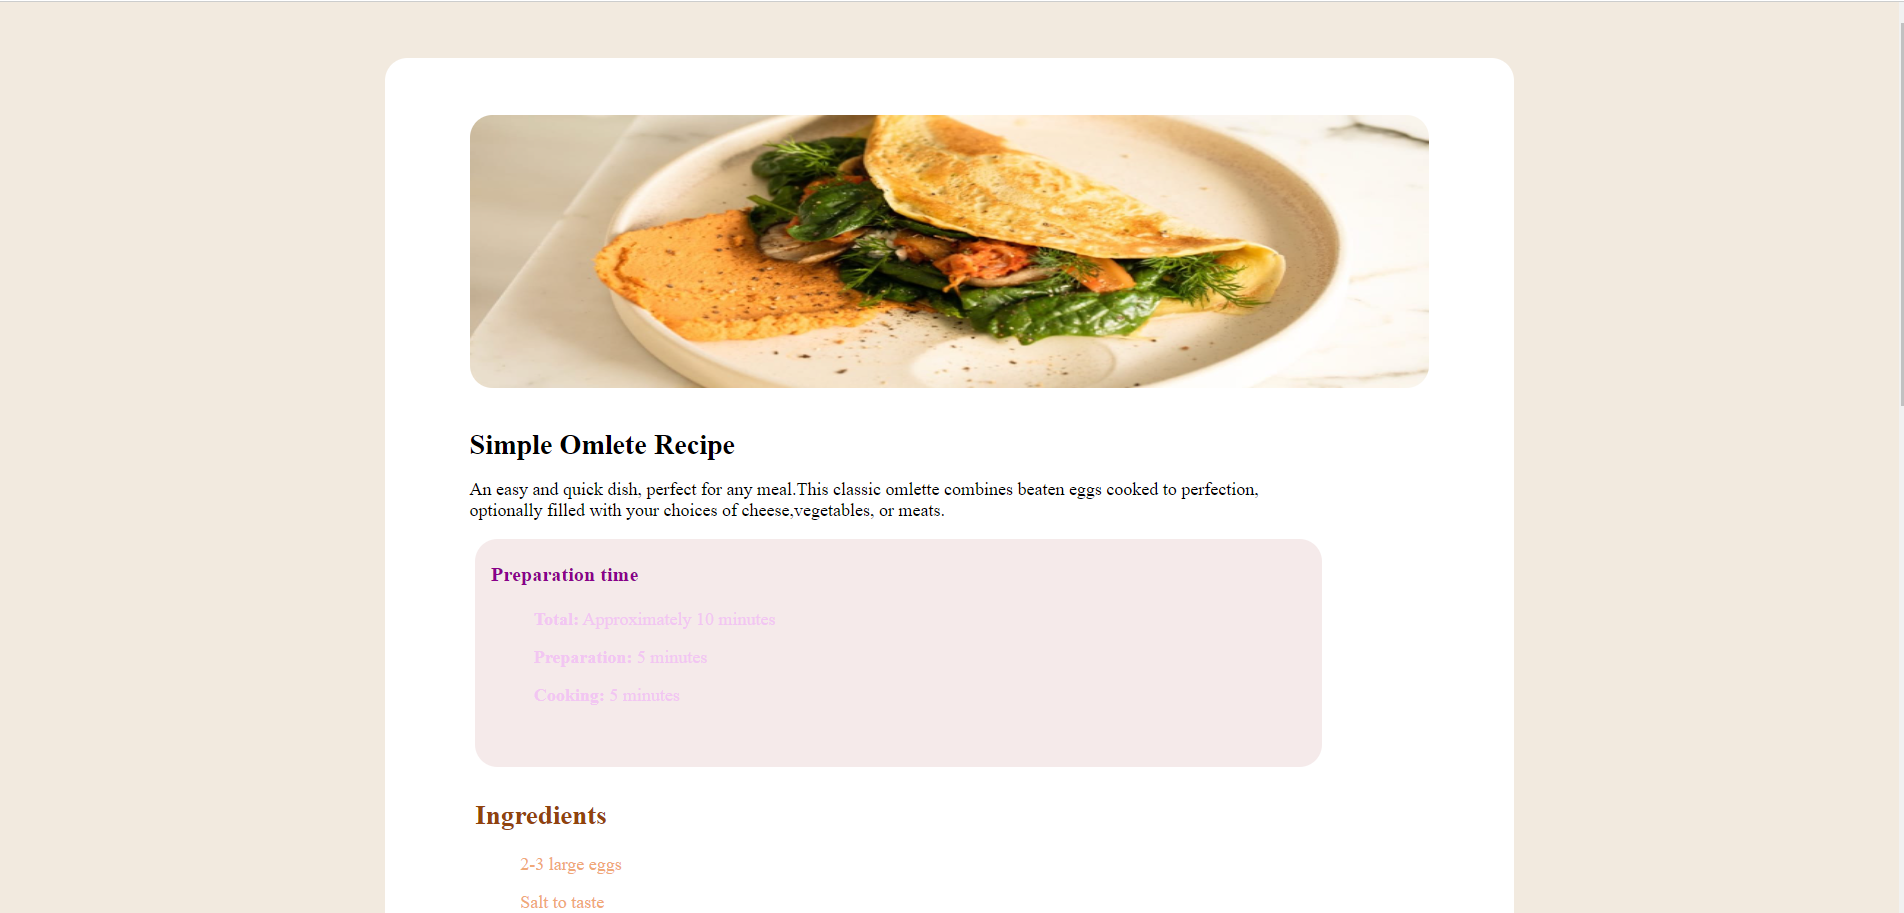 Simple Omlete Recipe
An easy and quick dish, perfect for any meal.This classic omlette combines beaten eggs cooked to perfection,
optionally filled with your choices of cheese,vegetables, or meats.
Preparation time
Total: Approximately 10 minutes
Preparation: 5 minutes
Cooking: 5 minutes
Ingredients
2-3 large eggs
Salt to taste